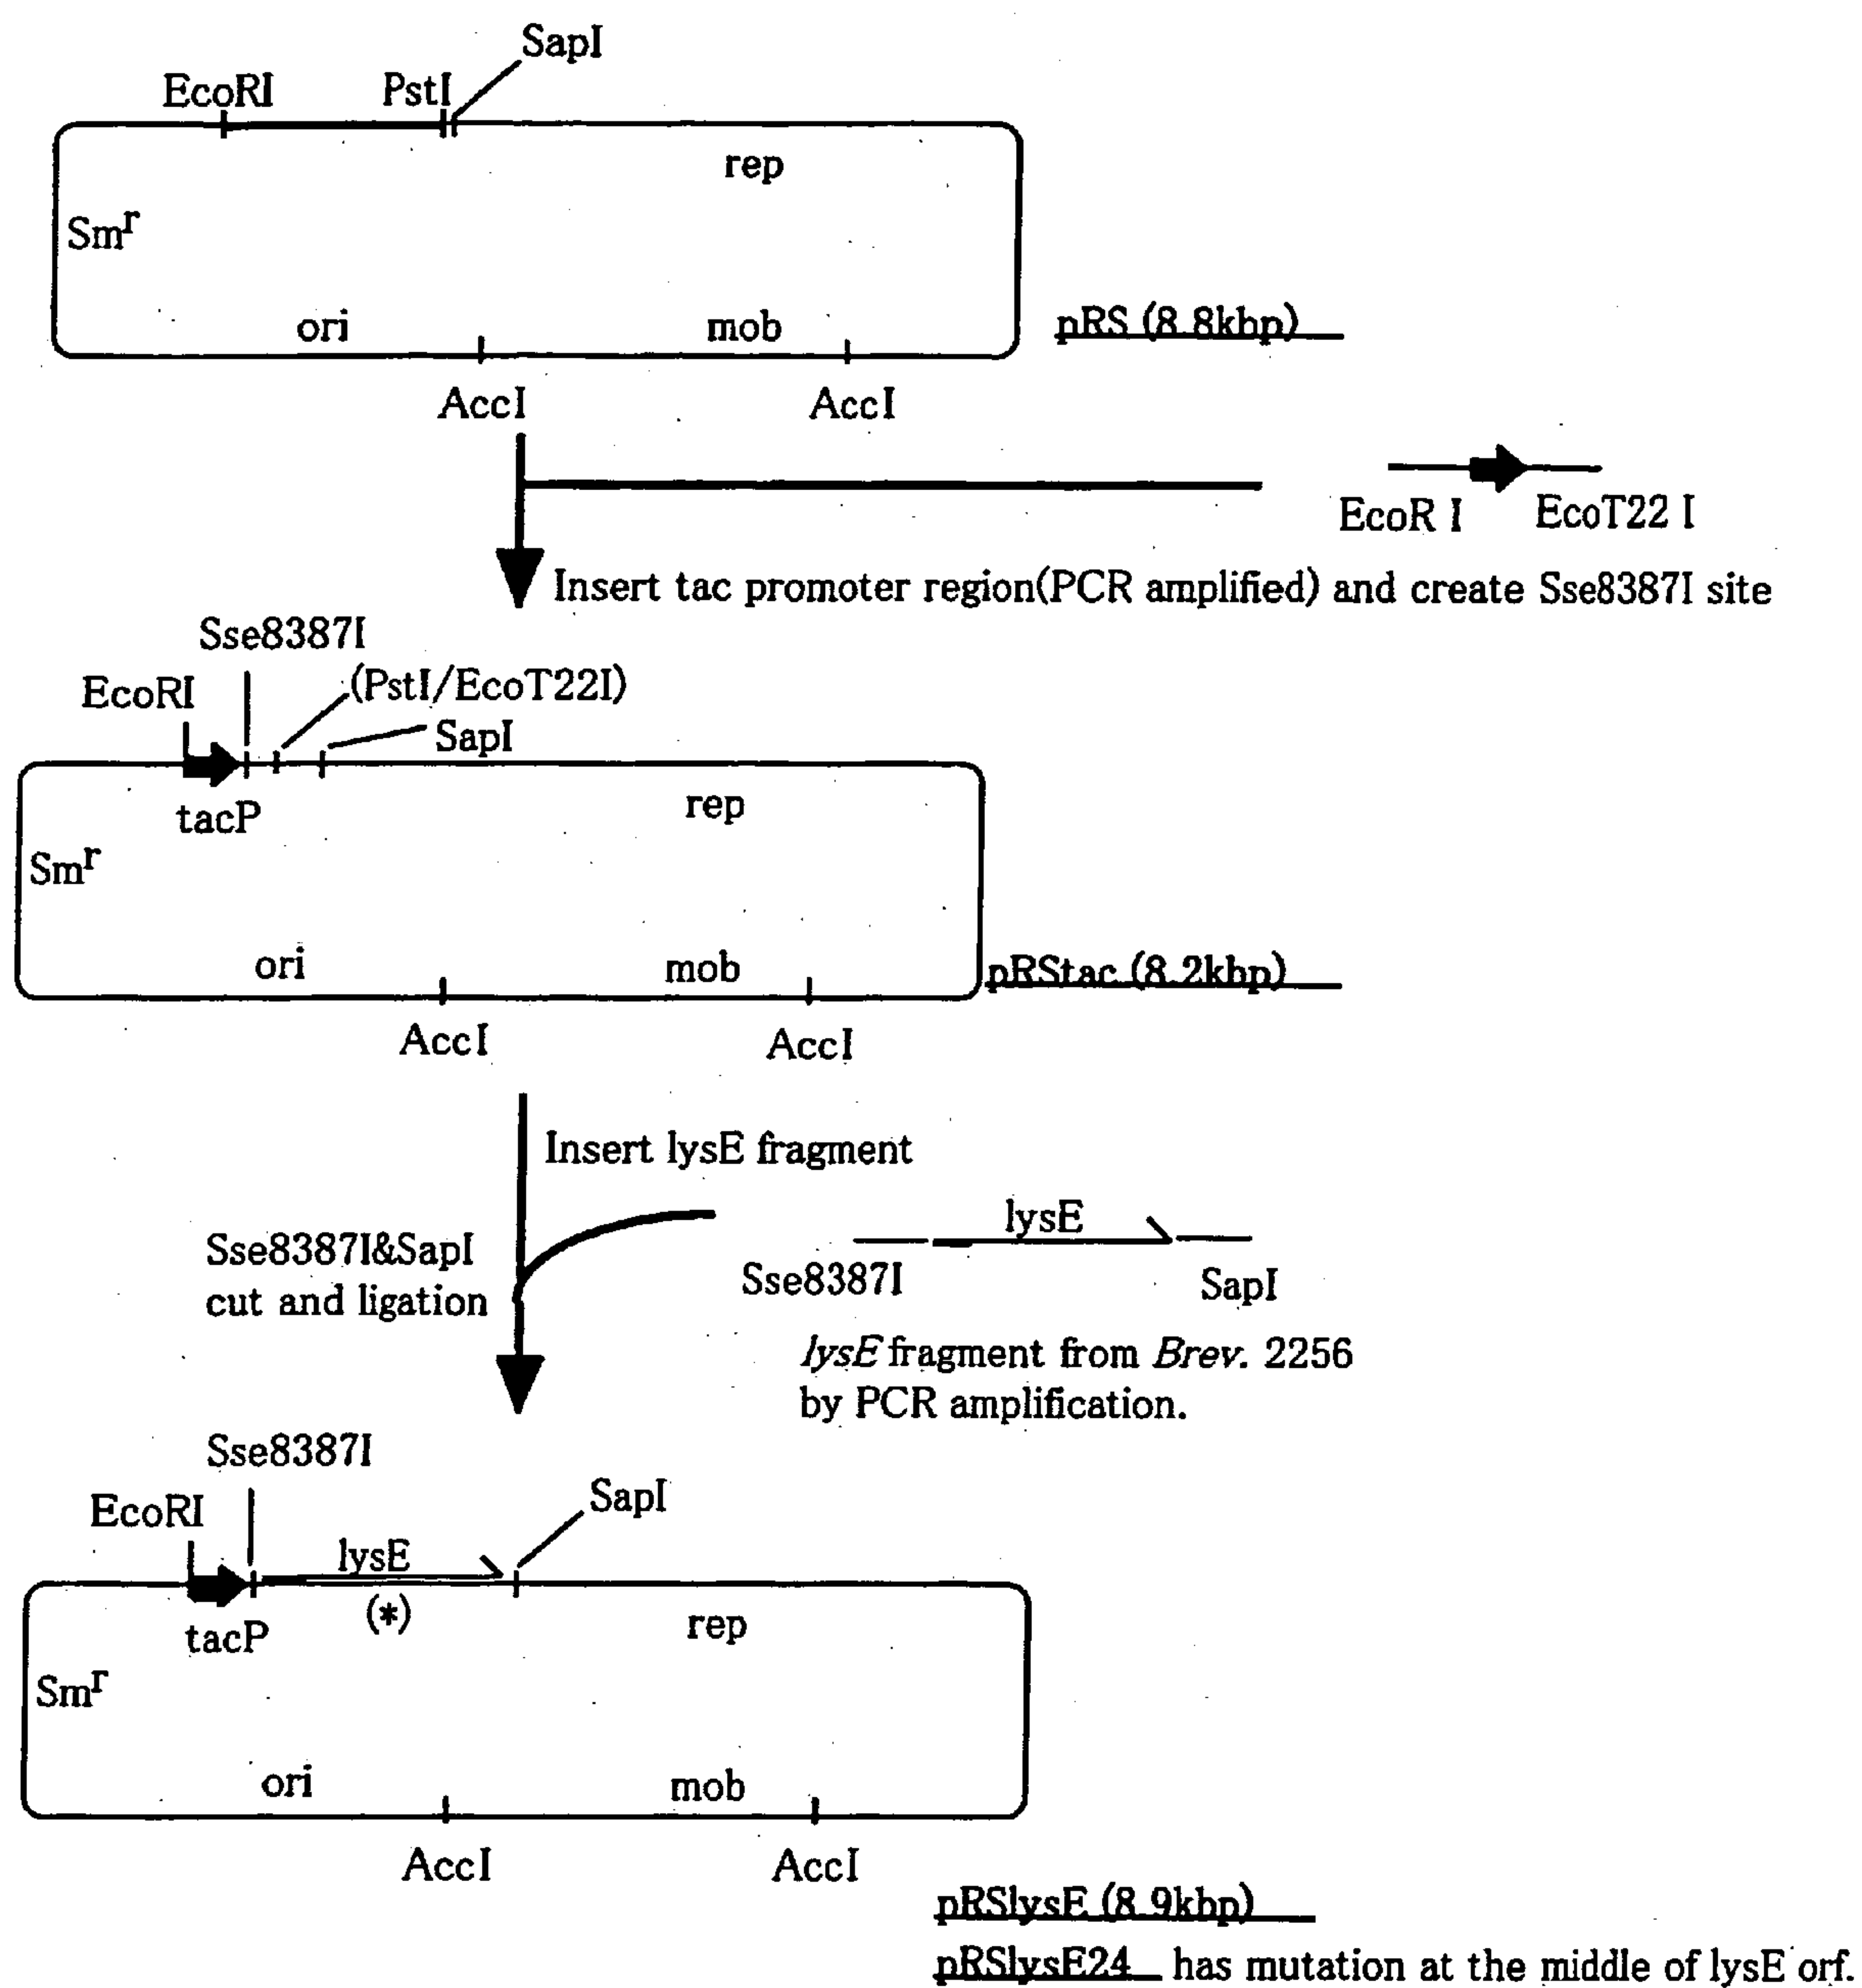 SapI
EcoRI PstI
rep
Smr
ori mob
pRS (8.8kbp)
AccI AccI
EcoR I EcoT22 I
Insert tac promoter region(PCR amplified) and create Sse8387I site
Sse8387I
(PstI/EcoT22I)
EcoRI
SapI
tacP
rep
Smr
ori mob
pRStac (8.2kbp)
AccI AccI
Insert lysE fragment
lysE
Sse8387I&SapI
cut and ligation
Sse8387I
SapI
lysE fragment from Brev. 2256
by PCR amplification.
Sse8387I
SapI
EcoRI
lysE
(*)
tacP
rep
Smr
ori mob
AccI AccI
pRSlysE (8.9kbp)
pRSlysE24 has mutation at the middle of lysE orf.